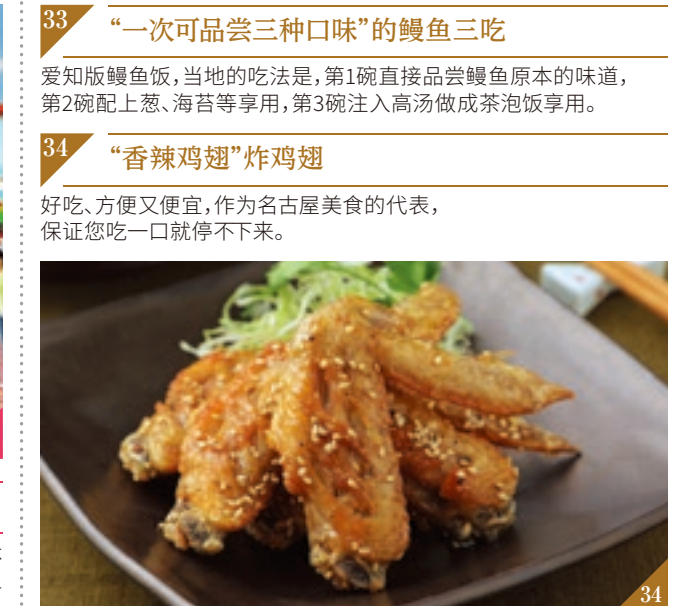 33
“一次可品尝三种口味”的鳗鱼三吃
爱知版鳗鱼饭，当地的吃法是，第1碗直接品尝鳗鱼原本的味道，
第2碗配上葱、海苔等享用，第3碗注入高汤做成茶泡饭享用。
34
“香辣鸡翅”炸鸡翅
好吃、方便又便宜，作为名古屋美食的代表，
保证您吃一口就停不下来。
34